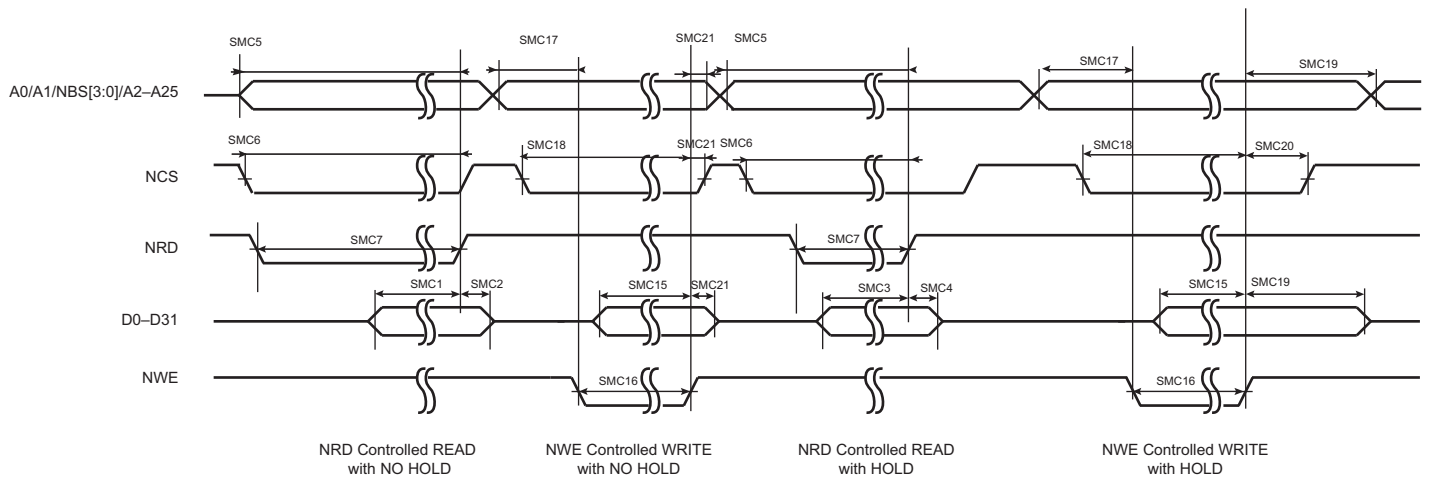 SMC5
SMC17
SMC21
SMC5
SMC17
SMC19
A0/A1/NBS[3:0]/A2–A25
SMC6
SMC18
SMC21
SMC6
SMC18
SMC20
NCS
NRD
SMC7
SMC7
SMC1
SMC2
SMC15
SMC21
SMC3
SMC4
SMC15
SMC19
D0–D31
NWE
SMC16
SMC16
NRD Controlled READ
with NO HOLD
NWE Controlled WRITE
with NO HOLD
NRD Controlled READ
with HOLD
NWE Controlled WRITE
with HOLD